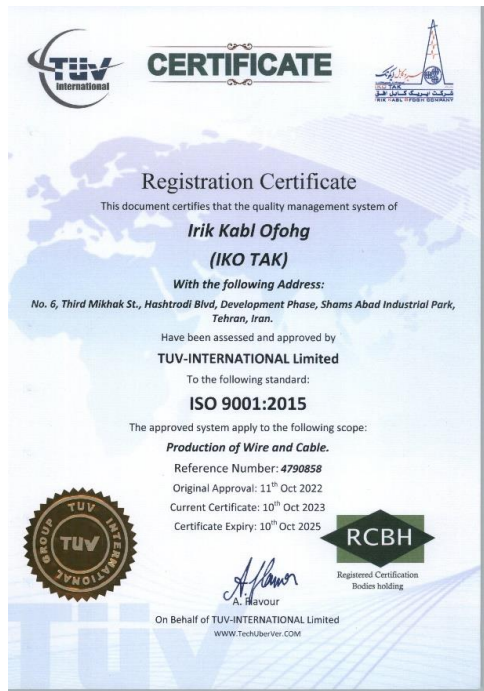 TÜV
International
CERTIFICATE
IKO TAK
شرکت ایریک کابل افق
IRIK KABL OFOGH COMPANY
Registration Certificate
This document certifies that the quality management system of
Irik Kabl Ofohg
(IKO TAK)
With the following Address:
No. 6, Third Mikhak St., Hashtrodi Blvd, Development Phase, Shams Abad Industrial Park,
Tehran, Iran.
Have been assessed and approved by
TUV-INTERNATIONAL Limited
To the following standard:
ISO 9001:2015
The approved system apply to the following scope:
Production of Wire and Cable.
Reference Number: 4790858
Original Approval: 11th Oct 2022
Current Certificate: 10th Oct 2023
Certificate Expiry: 10th Oct 2025
TUV INTERNATIONAL GROUP
TUV
RCBH
Registered Certification
Bodies holding
A. Flavour
On Behalf of TUV-INTERNATIONAL Limited
WWW.TechUberVer.COM
TÜV